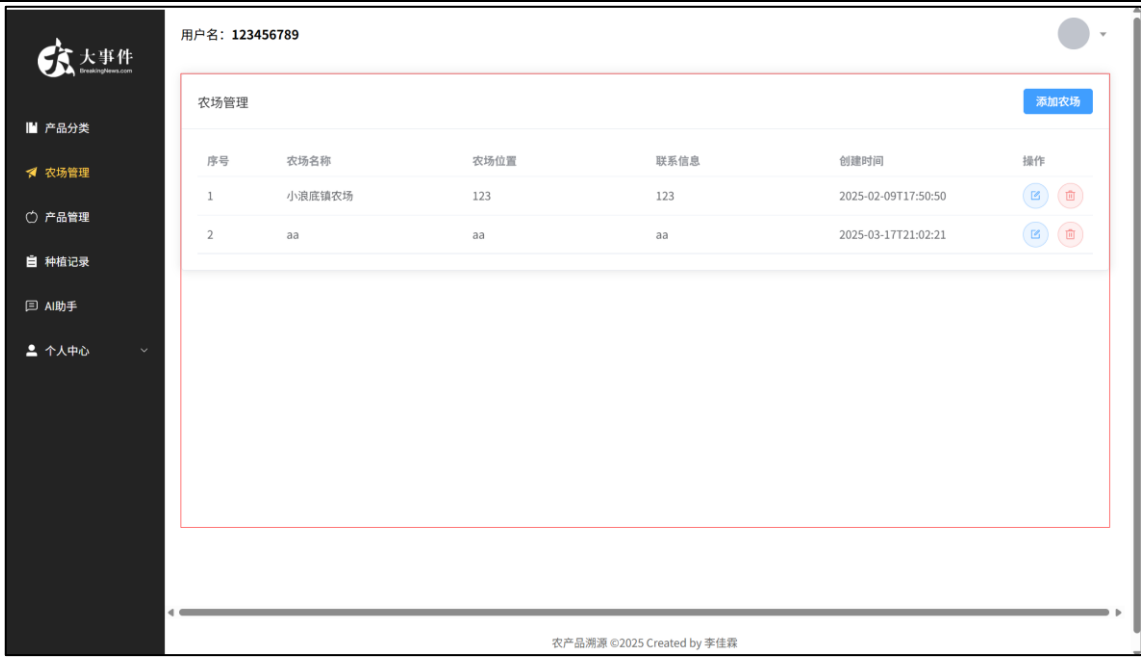 大事件
BreakingNews.com
用户名：123456789
产品分类
农场管理
产品管理
种植记录
AI助手
个人中心
农场管理
添加农场
序号 农场名称 农场位置 联系信息 创建时间 操作
1 小浪底镇农场 123 123 2025-02-09T17:50:50
2 aa aa aa 2025-03-17T21:02:21
农产品溯源 ©2025 Created by 李佳霖